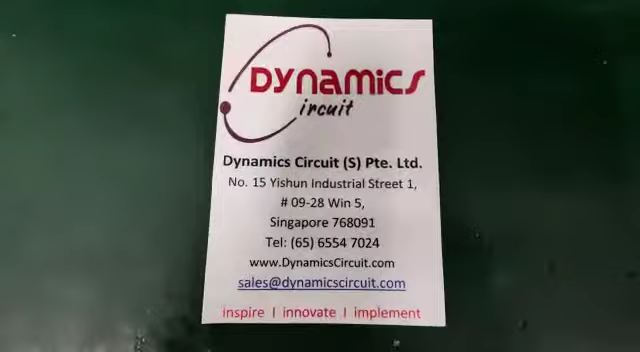 DYNAMICS
ircuit
Dynamics Circuit (S) Pte. Ltd.
No. 15 Yishun Industrial Street 1,
# 09-28 Win 5,
Singapore 768091
Tel: (65) 6554 7024
www.DynamicsCircuit.com
sales@dynamicscircuit.com
inspire I innovate I implement